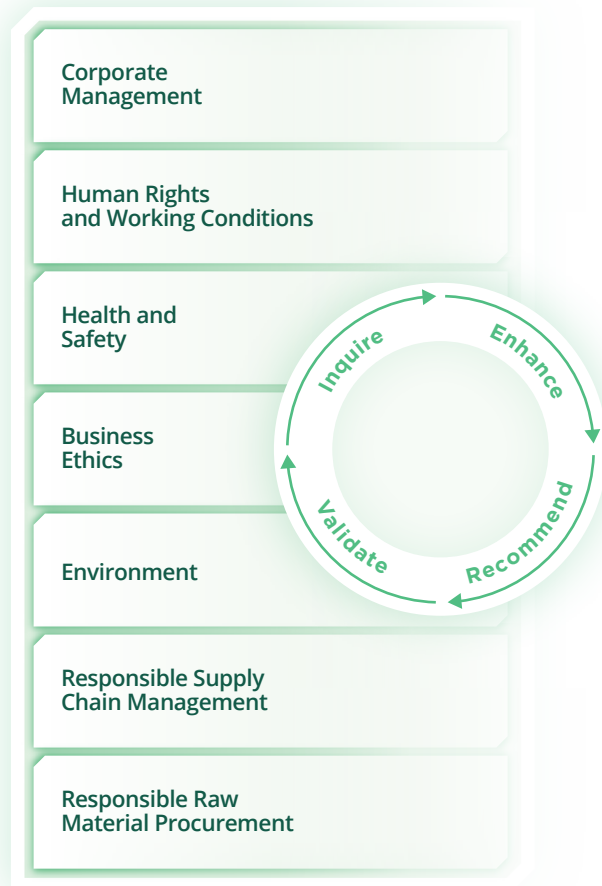 Corporate
Management
Human Rights
and Working Conditions
Health and
Safety
Business
Ethics
Environment
Responsible Supply
Chain Management
Responsible Raw
Material Procurement
Inquire
Enhance
Recommend
Validate